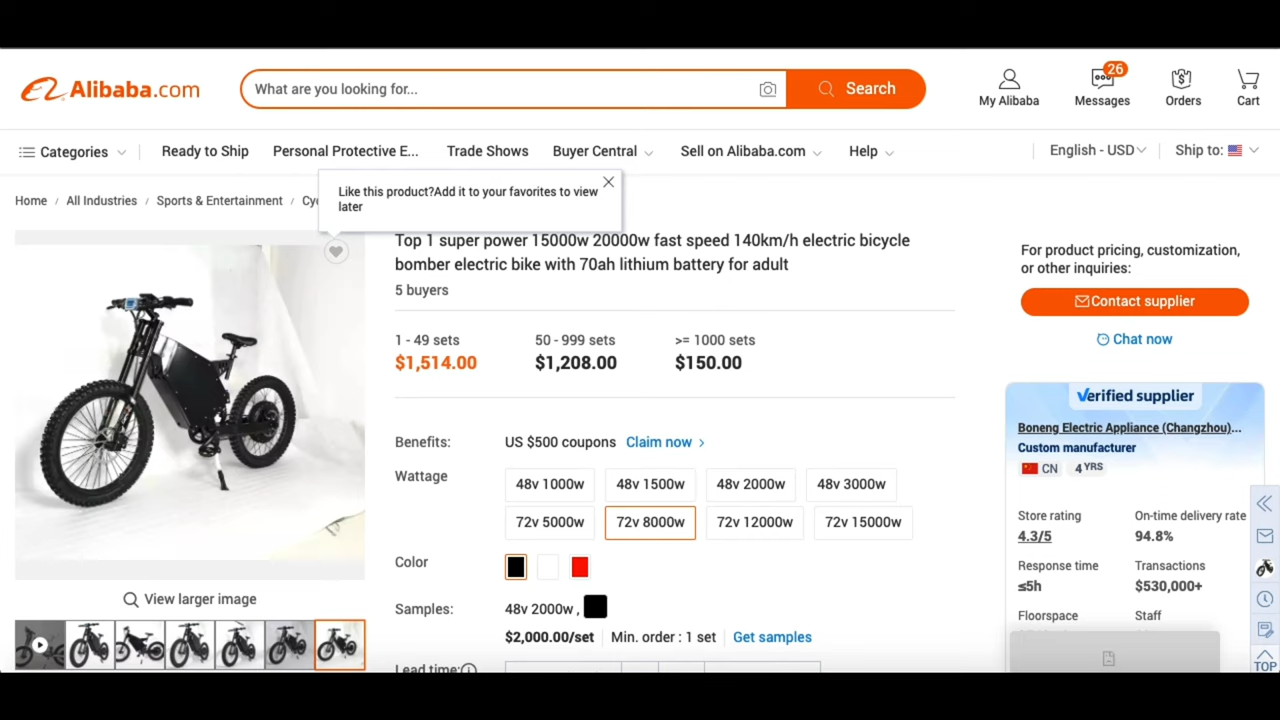 Alibaba.com
What are you looking for...
Search
My Alibaba
26
Messages
Orders
Cart
Categories
Ready to Ship
Personal Protective E...
Trade Shows
Buyer Central
Sell on Alibaba.com
Help
English - USD
Ship to:
Like this product?Add it to your favorites to view
later
Home / All Industries / Sports & Entertainment / Cyc
Top 1 super power 15000w 20000w fast speed 140km/h electric bicycle
bomber electric bike with 70ah lithium battery for adult
5 buyers
1 - 49 sets
$1,514.00
50 - 999 sets
$1,208.00
>= 1000 sets
$150.00
Benefits:
US $500 coupons
Claim now >
Wattage
48v 1000w
48v 1500w
48v 2000w
48v 3000w
72v 5000w
72v 8000w
72v 12000w
72v 15000w
Color
Samples:
48v 2000w ,
$2,000.00/set
Min. order : 1 set
Get samples
Lead time:
View larger image
For product pricing, customization,
or other inquiries:
Contact supplier
Chat now
Verified supplier
Boneng Electric Appliance (Changzhou)...
Custom manufacturer
CN
4 YRS
Store rating
4.3/5
On-time delivery rate
94.8%
Response time
≤5h
Transactions
$530,000+
Floorspace
Staff
TOP